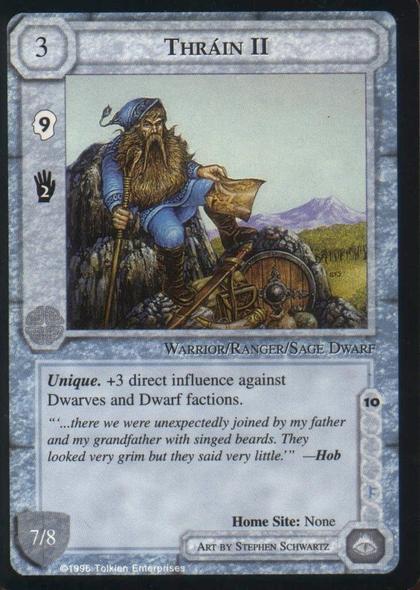 3
THRÁIN II
9
2
WARRIOR/RANGER/SAGE DWARF
Unique. +3 direct influence against
Dwarves and Dwarf factions.
10
“‘...there we were unexpectedly joined by my father
and my grandfather with singed beards. They
looked very grim but they said very little.’” —Hob
F
Home Site: None
7/8
ART BY STEPHEN SCHWARTZ
©1995 Tolkien Enterprises